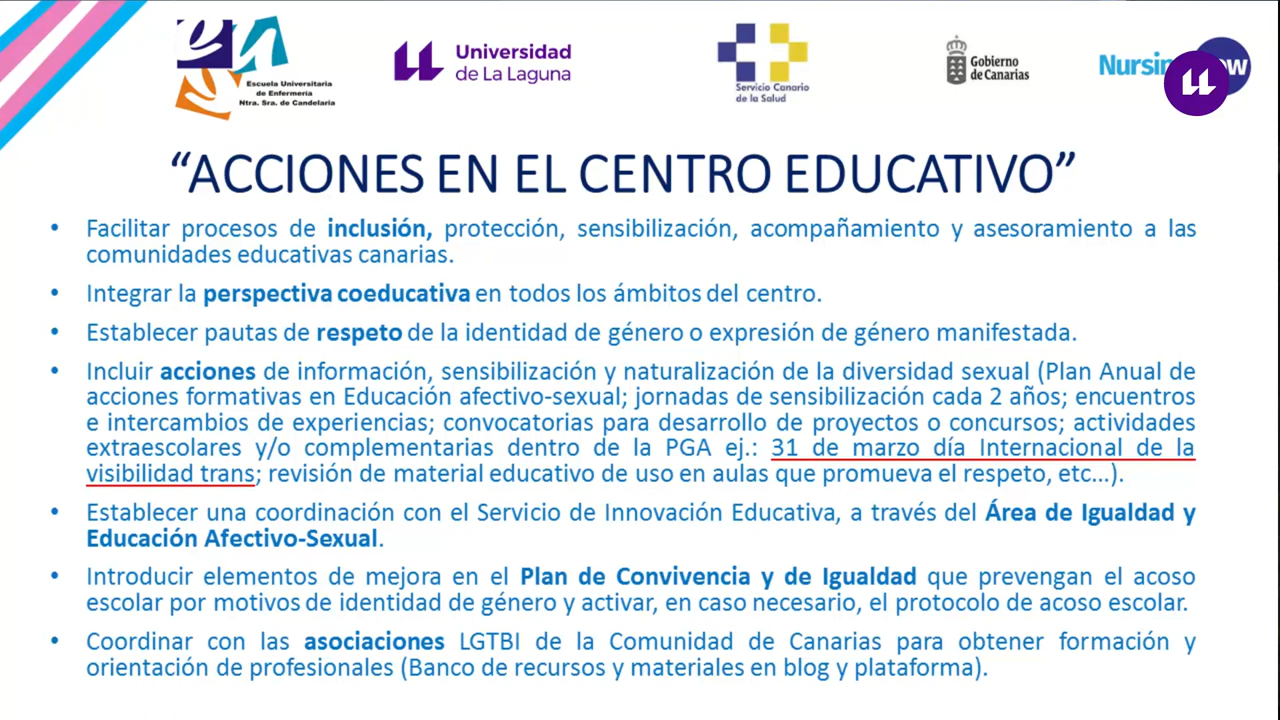 Escuela Universitaria
de Enfermería
Ntra. Sra. de Candelaria
Universidad
de La Laguna
Servicio Canario
de la Salud
Gobierno
de Canarias
“ACCIONES EN EL CENTRO EDUCATIVO”
• Facilitar procesos de inclusión, protección, sensibilización, acompañamiento y asesoramiento a las
comunidades educativas canarias.
• Integrar la perspectiva coeducativa en todos los ámbitos del centro.
• Establecer pautas de respeto de la identidad de género o expresión de género manifestada.
• Incluir acciones de información, sensibilización y naturalización de la diversidad sexual (Plan Anual de
acciones formativas en Educación afectivo-sexual; jornadas de sensibilización cada 2 años; encuentros
e intercambios de experiencias; convocatorias para desarrollo de proyectos o concursos; actividades
extraescolares y/o complementarias dentro de la PGA ej.: 31 de marzo día Internacional de la
visibilidad trans; revisión de material educativo de uso en aulas que promueva el respeto, etc...).
• Establecer una coordinación con el Servicio de Innovación Educativa, a través del Área de Igualdad y
Educación Afectivo-Sexual.
• Introducir elementos de mejora en el Plan de Convivencia y de Igualdad que prevengan el acoso
escolar por motivos de identidad de género y activar, en caso necesario, el protocolo de acoso escolar.
• Coordinar con las asociaciones LGTBI de la Comunidad de Canarias para obtener formación y
orientación de profesionales (Banco de recursos y materiales en blog y plataforma).